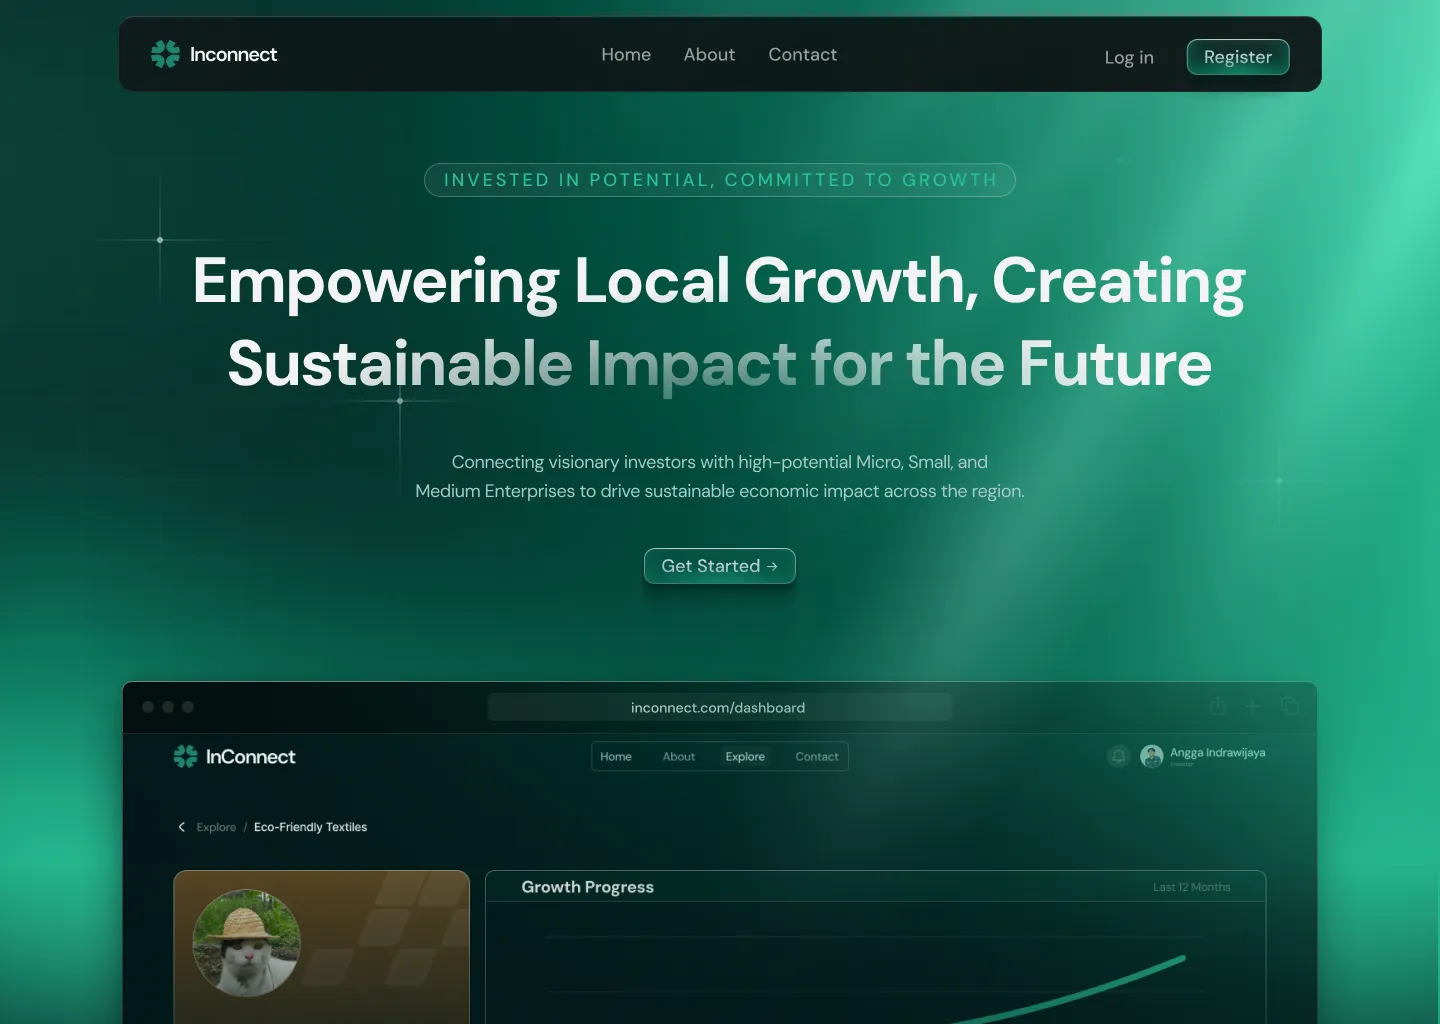 Inconnect
Home About Contact
Log in Register
INVESTED IN POTENTIAL, COMMITTED TO GROWTH
Empowering Local Growth, Creating
Sustainable Impact for the Future
Connecting visionary investors with high-potential Micro, Small, and
Medium Enterprises to drive sustainable economic impact across the region.
Get Started →
inconnect.com/dashboard
InConnect
Home About Explore Contact
Angga Indrawijaya
Investor
Explore / Eco-Friendly Textiles
Growth Progress
Last 12 Months